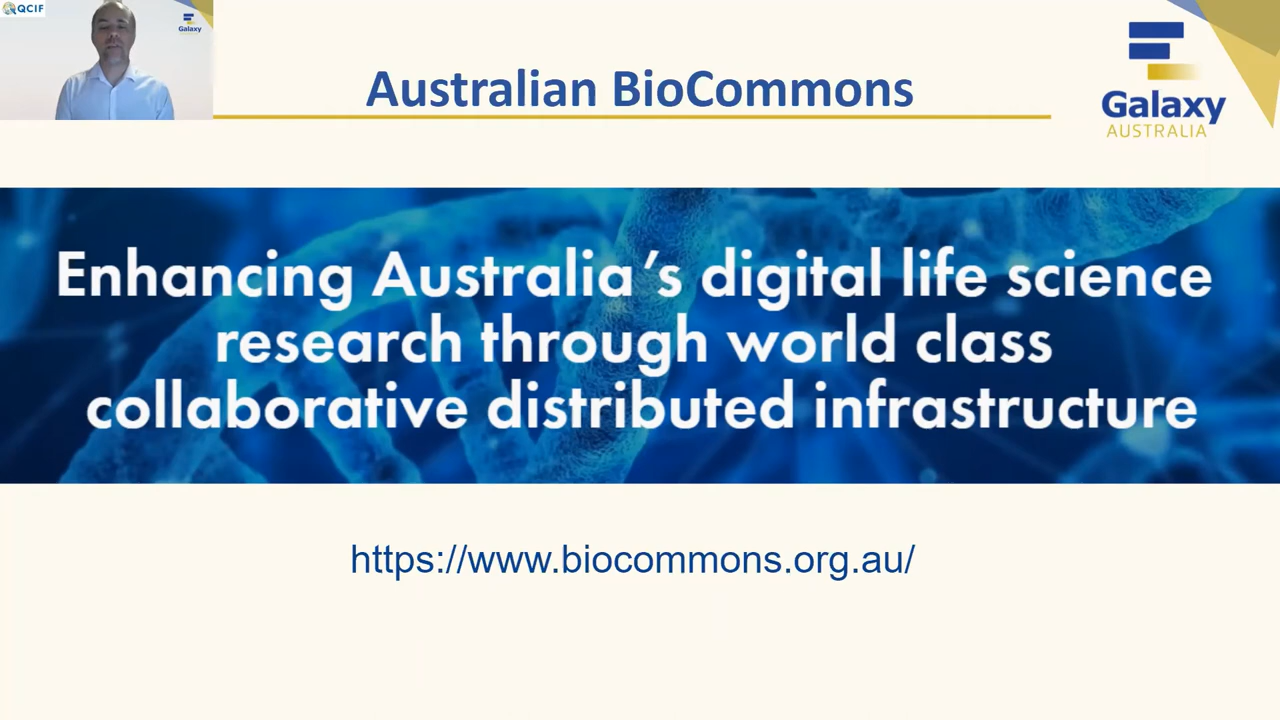 QCIF
Galaxy
Australian BioCommons
Galaxy
AUSTRALIA
Enhancing Australia's digital life science
research through world class
collaborative distributed infrastructure
https://www.biocommons.org.au/